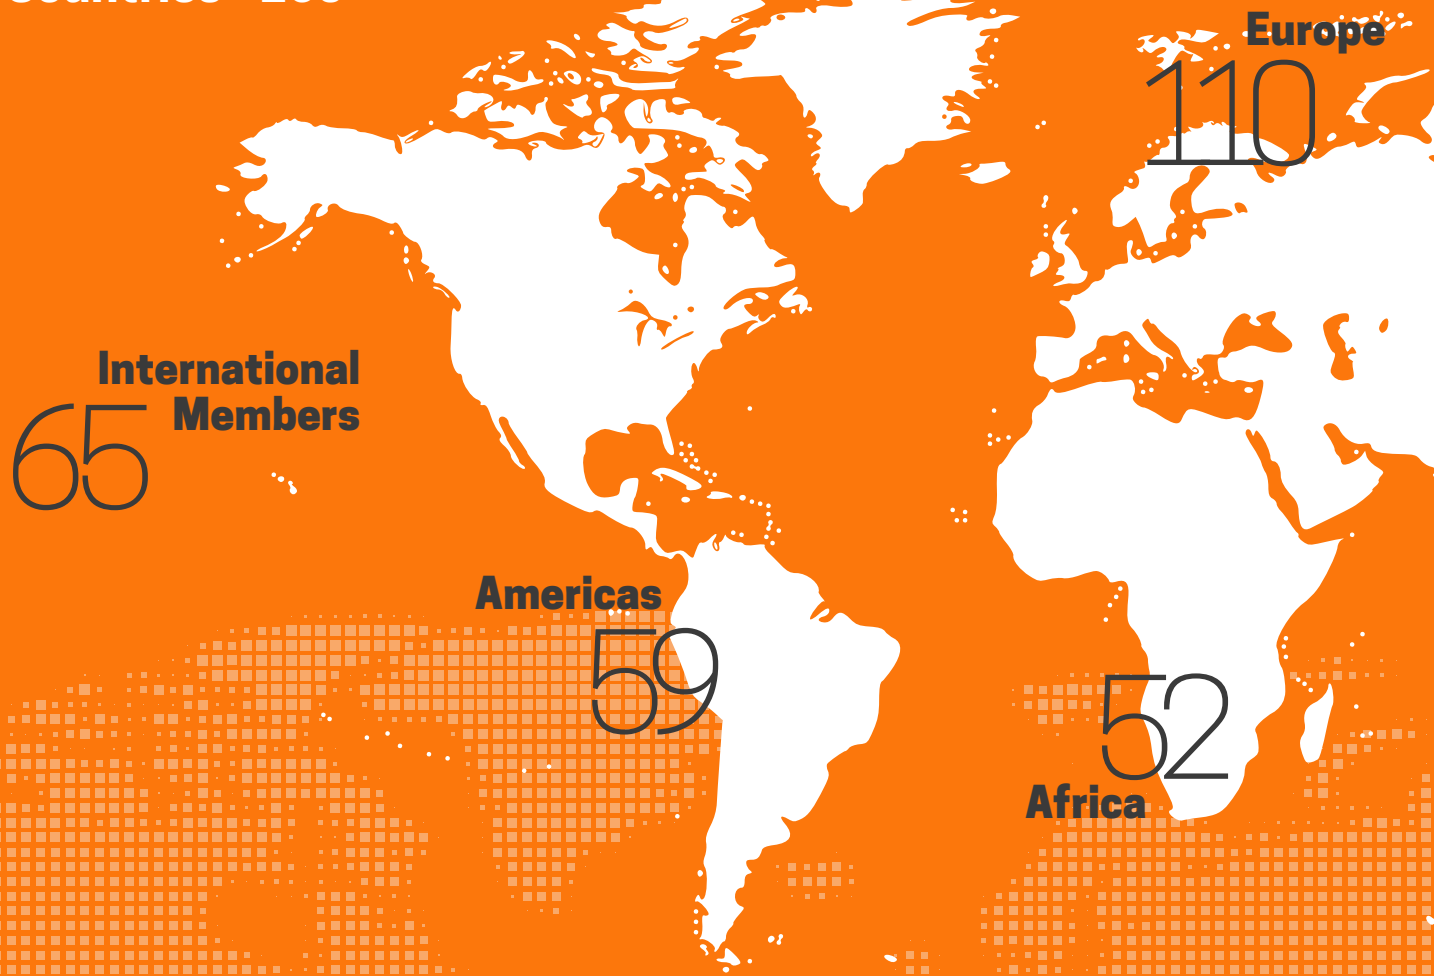 Europe
110
International
Members
65
Americas
59
52
Africa